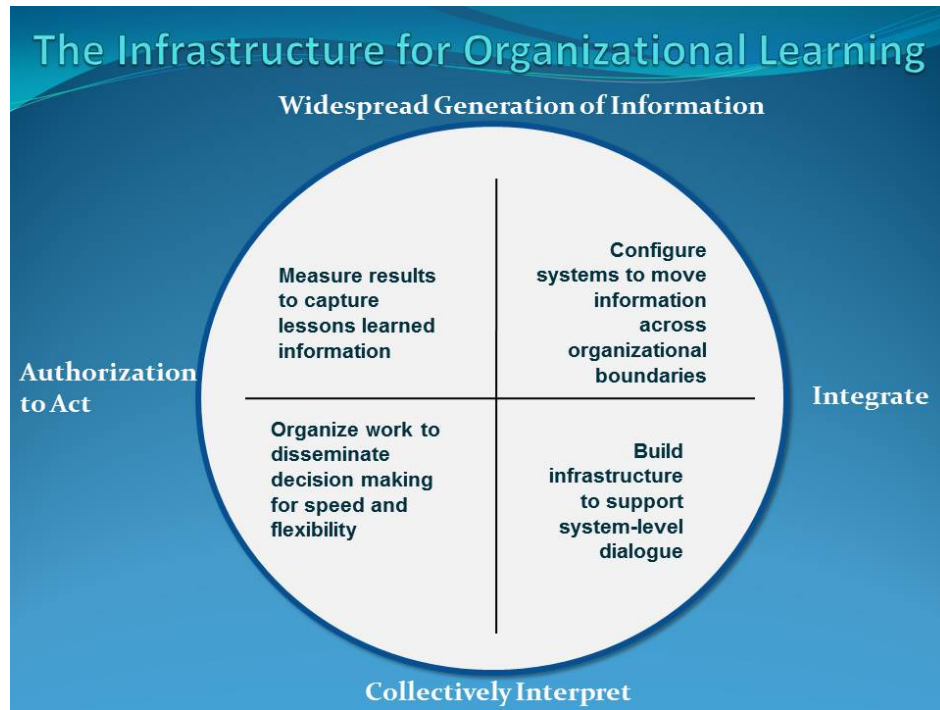 The Infrastructure for Organizational Learning
Widespread Generation of Information
Measure results
to capture
lessons learned
information
Configure
systems to move
information
across
organizational
boundaries
Authorization
to Act
Integrate
Organize work to
disseminate
decision making
for speed and
flexibility
Build
infrastructure
to support
system-level
dialogue
Collectively Interpret